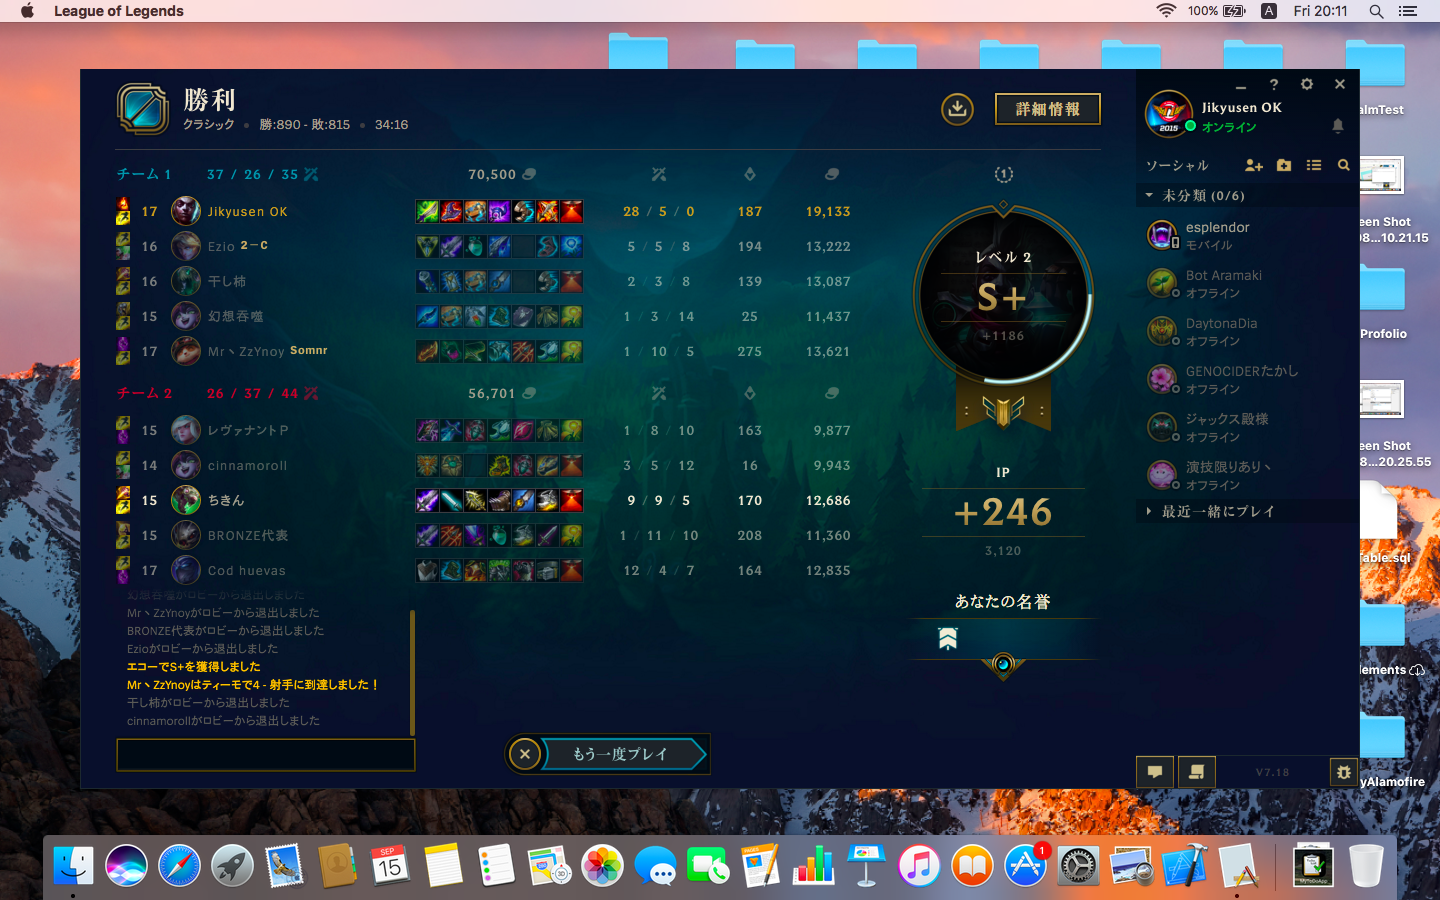 League of Legends
100%
A
Fri 20:11
勝利
クラシック • 勝:890 - 敗:815 • 34:16
詳細情報
チーム 1 37 / 26 / 35 70,500
17 Jikyusen OK 28 / 5 / 0 187 19,133
16 Ezio 2-C 5 / 5 / 8 194 13,222
16 干し柿 2 / 3 / 8 139 13,087
15 幻想吞噬 1 / 3 / 14 25 11,437
17 Mr丶ZzYnoy Somnr 1 / 10 / 5 275 13,621
チーム 2 26 / 37 / 44 56,701
15 レヴァナントP 1 / 8 / 10 163 9,877
14 cinnamoroll 3 / 5 / 12 16 9,943
15 ちきん 9 / 9 / 5 170 12,686
15 BRONZE代表 1 / 11 / 10 208 11,360
17 Cod huevas 12 / 4 / 7 164 12,835
幻想吞噬がロビーから退出しました
Mr丶ZzYnoyがロビーから退出しました
BRONZE代表がロビーから退出しました
Ezioがロビーから退出しました
エコーでS+を獲得しました
Mr丶ZzYnoyはティーモで4 - 射手に到達しました！
干し柿がロビーから退出しました
cinnamorollがロビーから退出しました
もう一度プレイ
1
レベル 2
S+
+1186
IP
+246
3,120
あなたの名誉
?
2015
Jikyusen OK
オンライン
ソーシャル
未分類 (0/6)
esplendor
モバイル
Bot Aramaki
オフライン
DaytonaDia
オフライン
GENOCIDERたかし
オフライン
ジャックス殿様
オフライン
演技限りあり丶
オフライン
最近一緒にプレイ
V7.18
almTest
een Shot
08...10.21.15
Profolio
een Shot
8...20.25.55
Table.sql
lements
yAlamofire
SEP
15
3D
PAGES
1
MyToDoApp